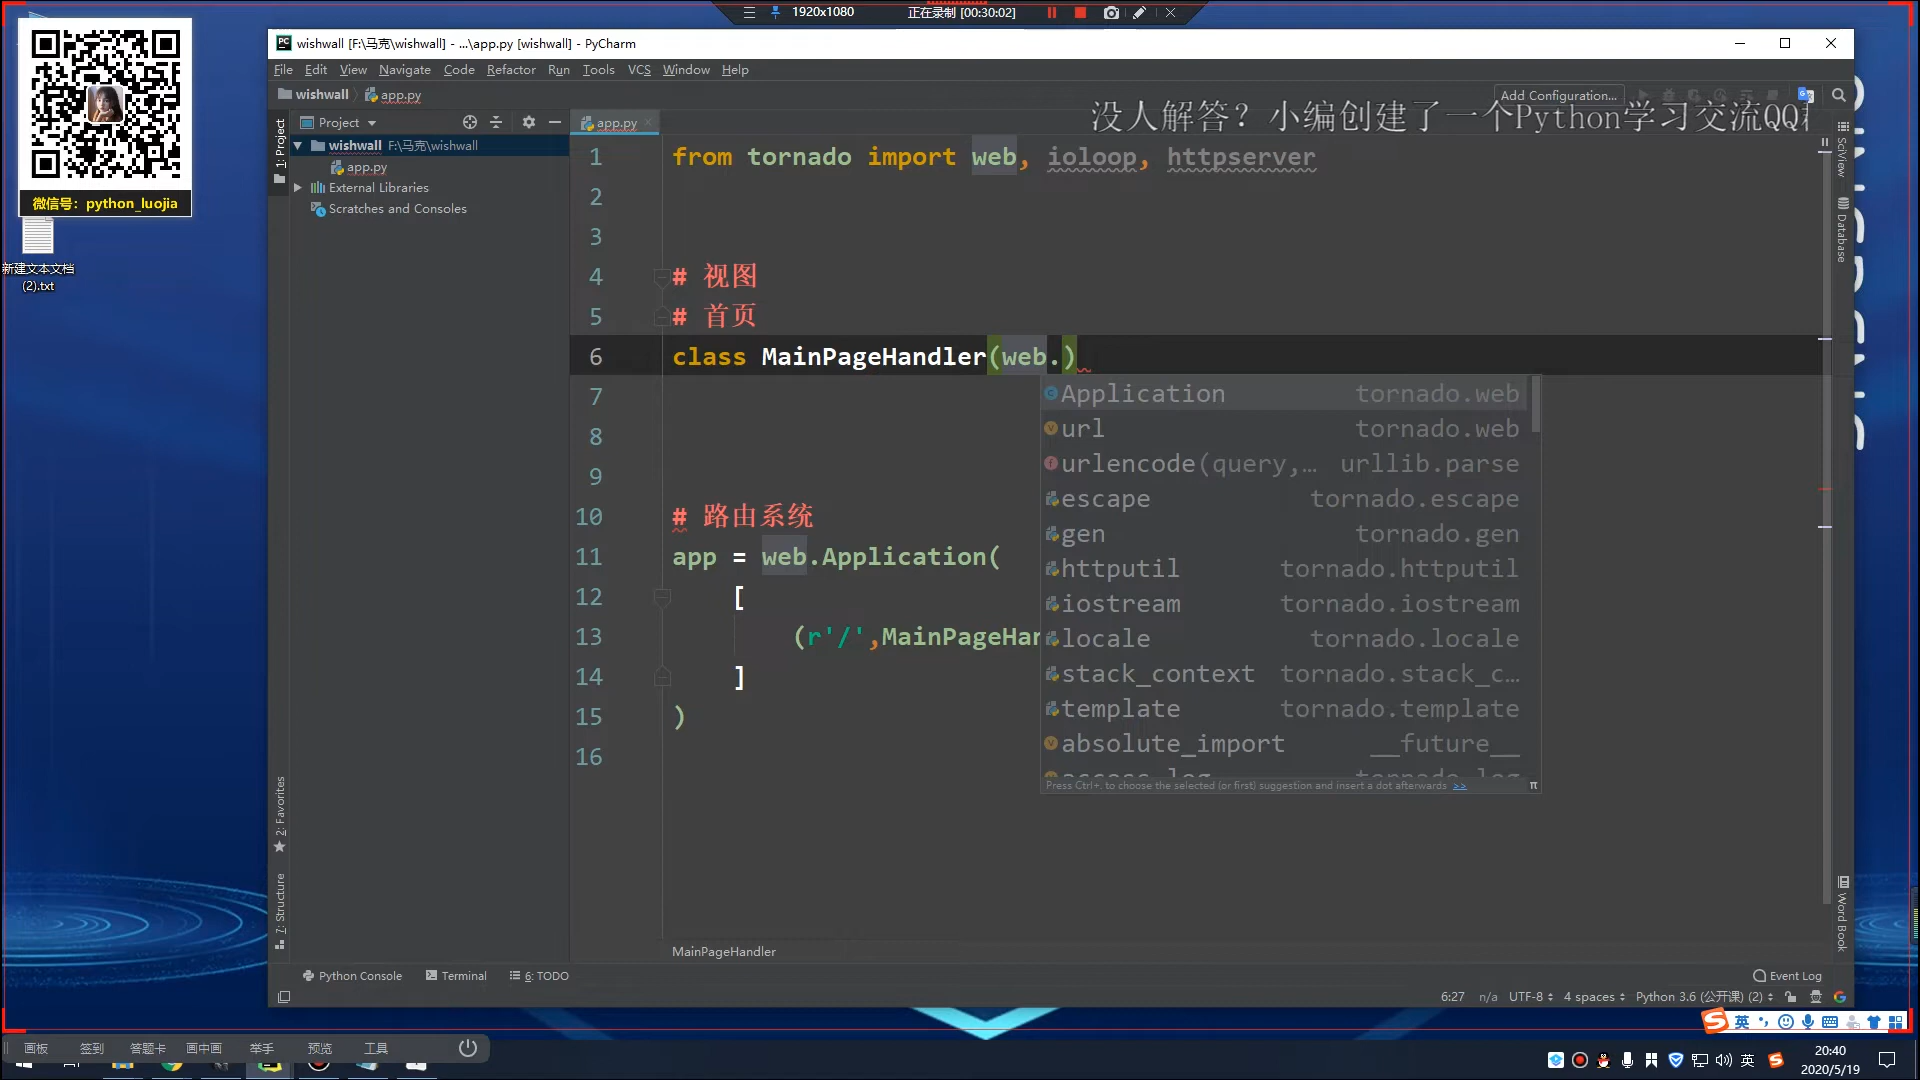 1920x1080
正在录制 [00:30:02]
wishwall [F:\马克\wishwall] - ...\app.py [wishwall] - PyCharm
File Edit View Navigate Code Refactor Run Tools VCS Window Help
wishwall app.py
Add Configuration...
没人解答？小编创建了一个Python学习交流QQ
Project
app.py
1: Project
wishwall F:\马克\wishwall
app.py
External Libraries
Scratches and Consoles
微信号：python_luojia
新建文本文档
(2).txt
1 from tornado import web, ioloop, httpserver
2
3
4 # 视图
5 # 首页
6 class MainPageHandler(web.)
7
8
9
10 # 路由系统
11 app = web.Application(
12 [
13 (r'/',MainPageHan
14 ]
15 )
16
Application tornado.web
url tornado.web
urlencode(query,... urllib.parse
escape tornado.escape
gen tornado.gen
httputil tornado.httputil
iostream tornado.iostream
locale tornado.locale
stack_context tornado.stack_c...
template tornado.template
absolute_import __future__
access_log tornado.log
Press Ctrl+. to choose the selected (or first) suggestion and insert a dot afterwards >>
π
SciView
Database
Word Book
2: Favorites
7: Structure
MainPageHandler
Python Console
Terminal
6: TODO
Event Log
6:27 n/a UTF-8 4 spaces Python 3.6 (公开课) (2)
英
画板 签到 答题卡 画中画 举手 预览 工具
英
20:40
2020/5/19